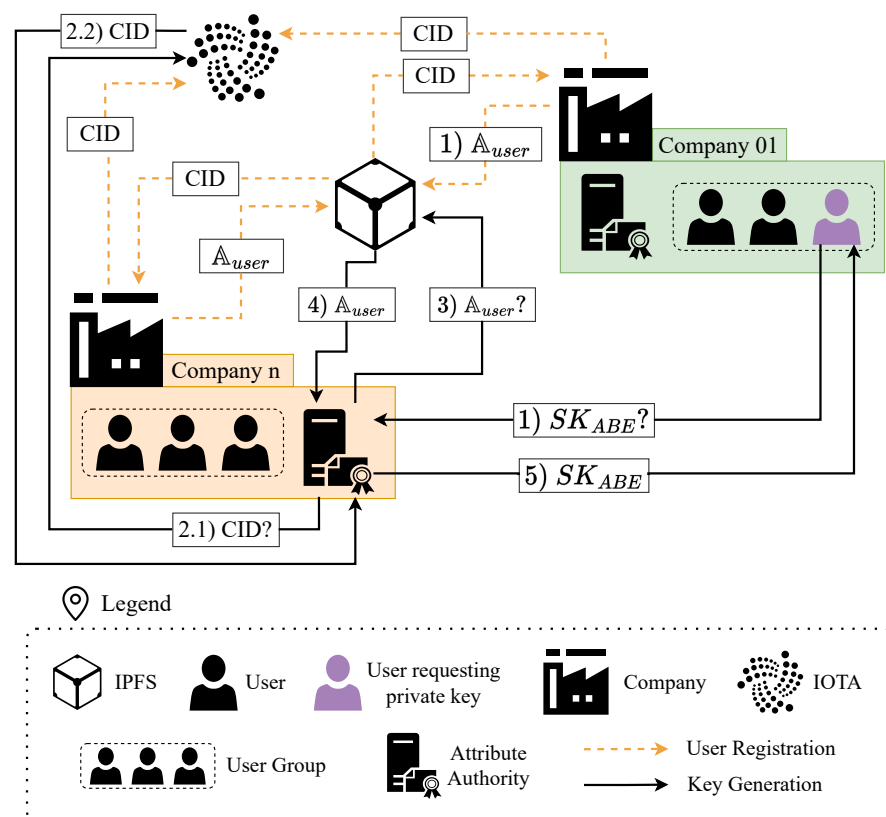 2.2) CID
CID
CID
CID
1) 𝔸user
Company 01
CID
𝔸user
4) 𝔸user
3) 𝔸user?
Company n
1) SK_ABE?
5) SK_ABE
2.1) CID?
Legend
IPFS
User
User requesting
private key
Company
IOTA
User Group
Attribute
Authority
User Registration
Key Generation